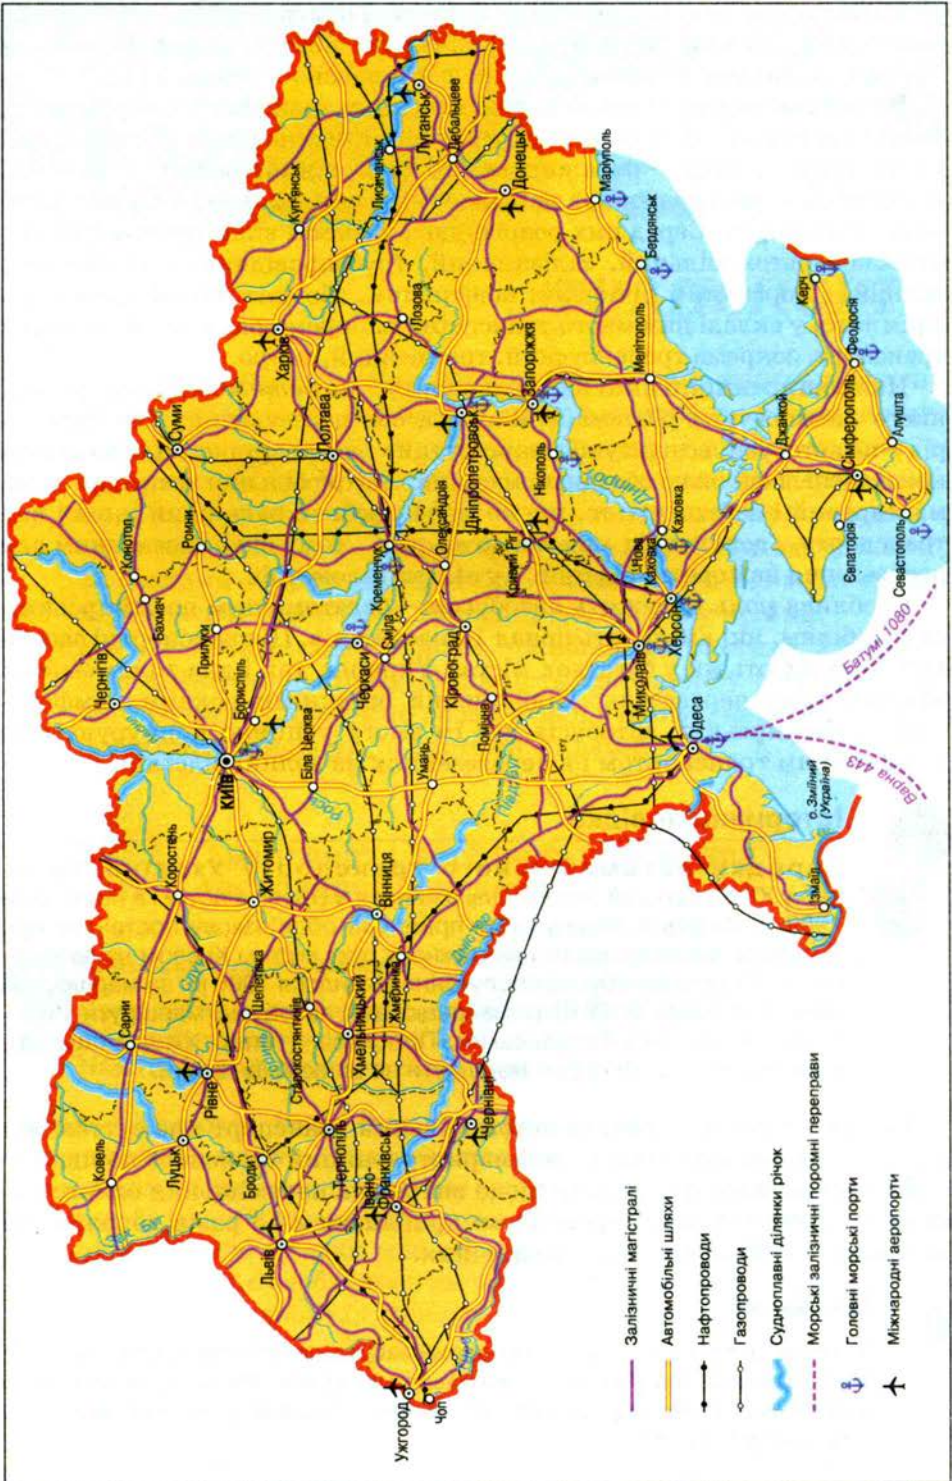 Ковель
Сарни
Луцьк
Рівне
Коростень
Чернігів
Конотоп
Бахмач
Суми
Ромни
Прилуки
КИЇВ
Бориспіль
Житомир
Шепетівка
Броди
Львів
Зах. Буг
Случ
Горинь
Старокостянтинів
Тернопіль
Хмельницький
Біла Церква
Рось
Харків
Куп'янськ
Полтава
Лозова
Лисичанськ
Луганськ
Дебальцеве
Донецьк
Маріуполь
Бердянськ
Вінниця
Жмеринка
Дністер
Івано-
Франківськ
Чернівці
Ужгород
Чоп
Умань
Черкаси
Сміла
Кременчук
Олександрія
Кіровоград
Помічна
Дніпропетровськ
Запоріжжя
Нікополь
Дніпро
Кривий Ріг
Мелітополь
Нова
Каховка
Каховка
Миколаїв
Херсон
Одеса
Ізмаїл
о.Зміїний
(Україна)
Варна 443
Батумі 1080
Джанкой
Керч
Феодосія
Сімферополь
Алушта
Євпаторія
Севастополь
Залізничні магістралі
Автомобільні шляхи
Нафтопроводи
Газопроводи
Судноплавні ділянки річок
Морські залізничні поромні переправи
Головні морські порти
Міжнародні аеропорти